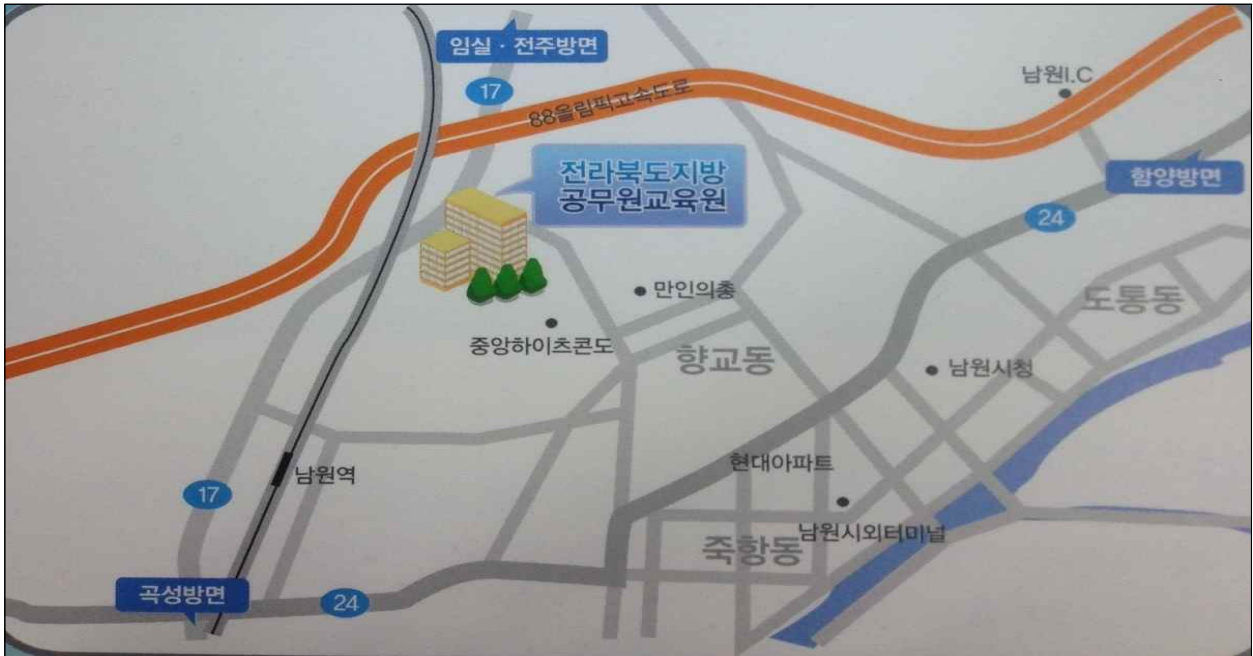 임실 · 전주방면
남원I.C
17
88올림픽고속도로
전라북도지방
공무원교육원
함양방면
24
만인의총
도통동
중앙하이츠콘도
향교동
남원시청
현대아파트
남원역
17
남원시외터미널
죽항동
곡성방면
24